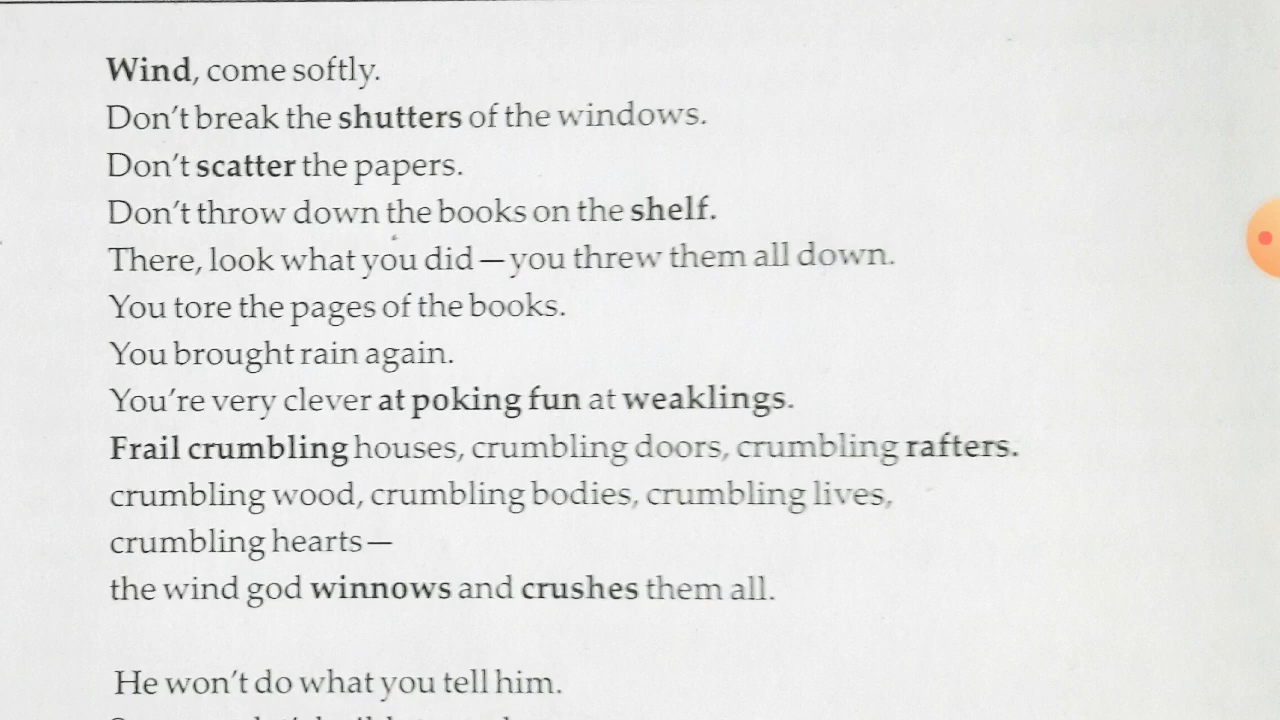 Wind, come softly.
Don't break the shutters of the windows.
Don't scatter the papers.
Don't throw down the books on the shelf.
There, look what you did—you threw them all down.
You tore the pages of the books.
You brought rain again.
You're very clever at poking fun at weaklings.
Frail crumbling houses, crumbling doors, crumbling rafters.
crumbling wood, crumbling bodies, crumbling lives,
crumbling hearts—
the wind god winnows and crushes them all.
He won't do what you tell him.